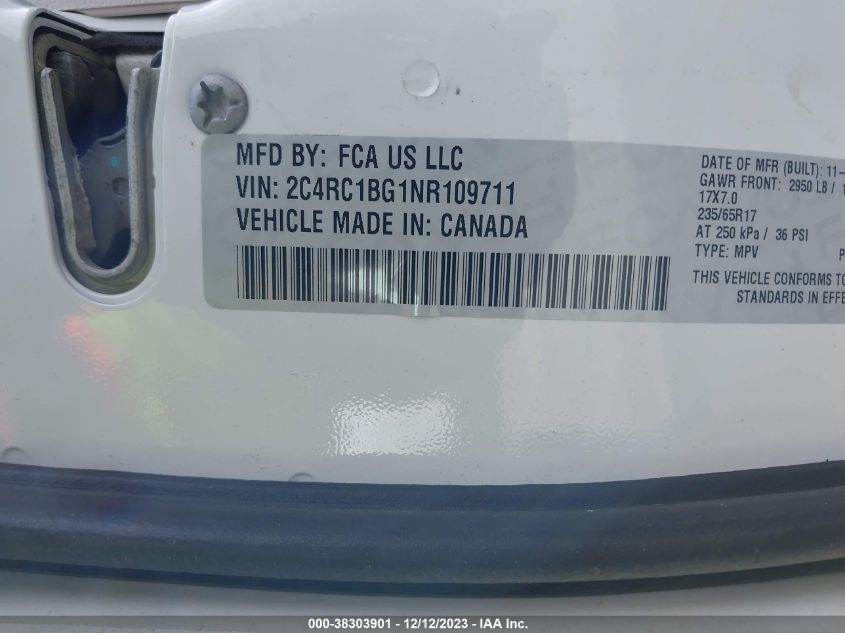 MFD BY: FCA US LLC
VIN: 2C4RC1BG1NR109711
VEHICLE MADE IN: CANADA
DATE OF MFR (BUILT): 11-
GAWR FRONT: 2950 LB /
17X7.0
235/65R17
AT 250 kPa / 36 PSI
TYPE: MPV
THIS VEHICLE CONFORMS TO
STANDARDS IN
000-38303901 - 12/12/2023 - IAA Inc.